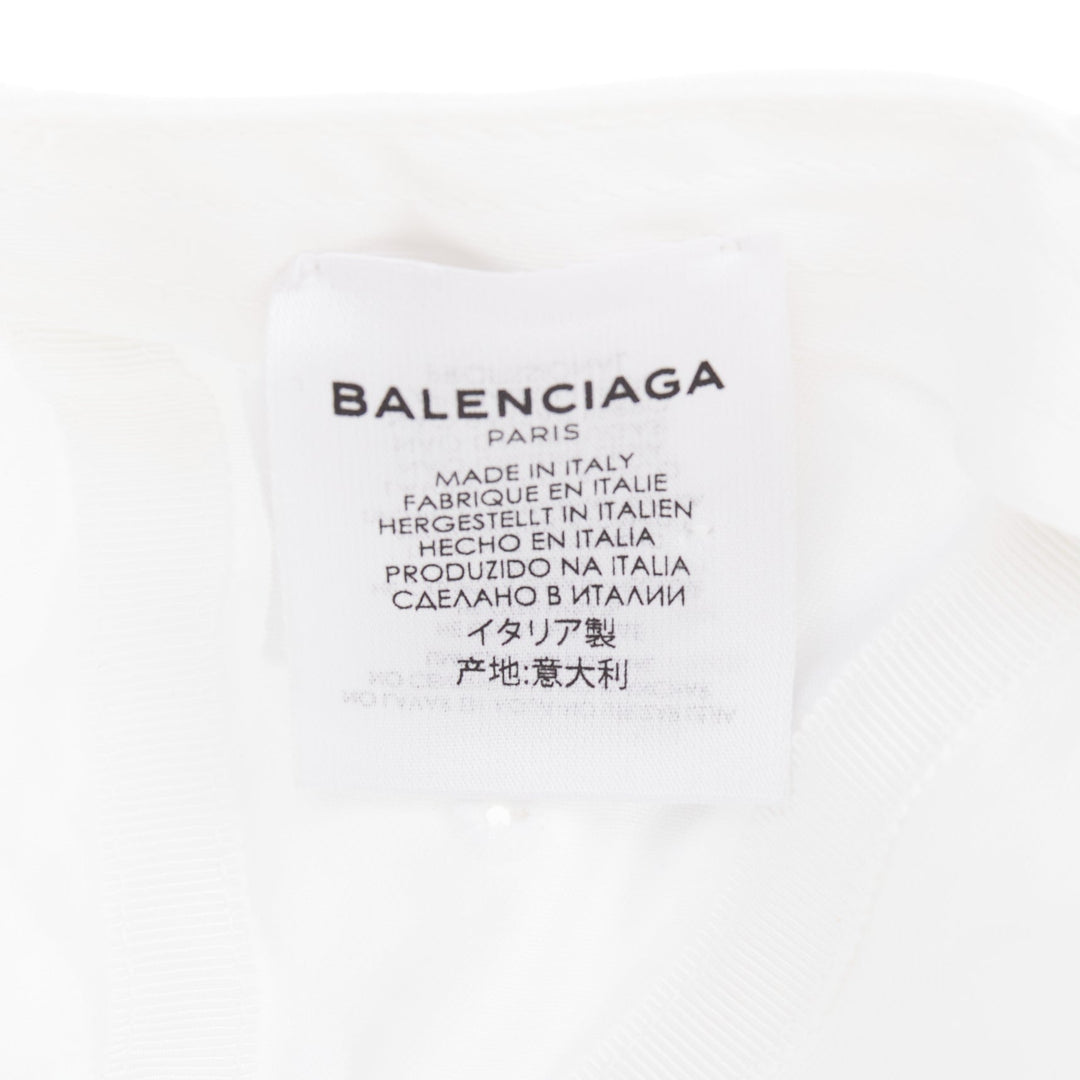 BALENCIAGA
PARIS
MADE IN ITALY
FABRIQUE EN ITALIE
HERGESTELLT IN ITALIEN
HECHO EN ITALIA
PRODUZIDO NA ITALIA
СДЕЛАНО В ИТАЛИИ
イタリア製
产地:意大利